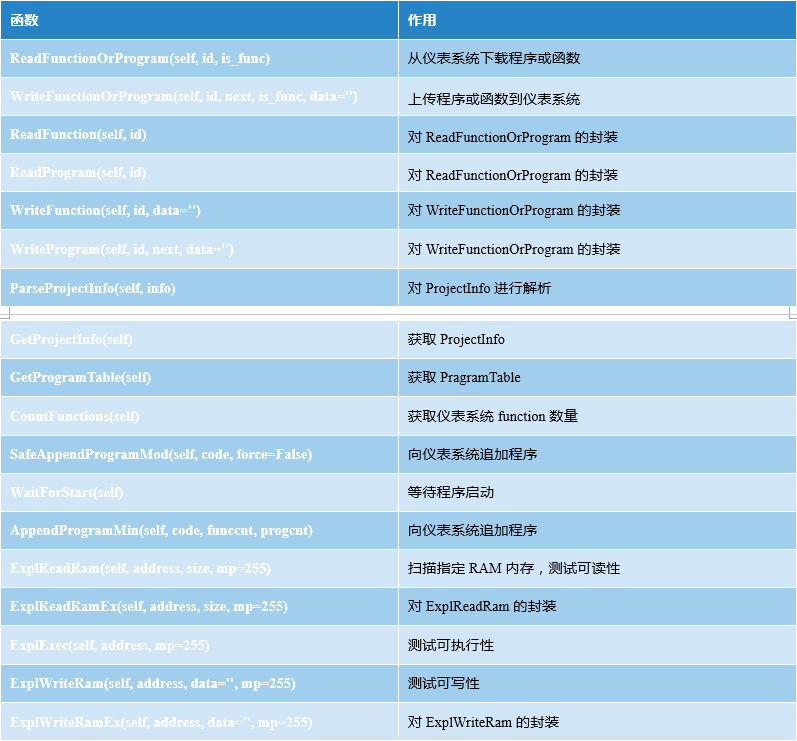 函数 作用
ReadFunctionOrProgram(self, id, is_func) 从仪表系统下载程序或函数
WriteFunctionOrProgram(self, id, next, is_func, data='') 上传程序或函数到仪表系统
ReadFunction(self, id) 对 ReadFunctionOrProgram 的封装
ReadProgram(self, id) 对 ReadFunctionOrProgram 的封装
WriteFunction(self, id, data='') 对 WriteFunctionOrProgram 的封装
WriteProgram(self, id, next, data='') 对 WriteFunctionOrProgram 的封装
ParseProjectInfo(self, info) 对 ProjectInfo 进行解析
GetProjectInfo(self) 获取 ProjectInfo
GetProgramTable(self) 获取 PragramTable
CountFunctions(self) 获取仪表系统 function 数量
SafeAppendProgramMod(self, code, force=False) 向仪表系统追加程序
WaitForStart(self) 等待程序启动
AppendProgramMin(self, code, funccnt, progcnt) 向仪表系统追加程序
ExplReadRam(self, address, size, mp=255) 扫描指定 RAM 内存，测试可读性
ExplReadRamEx(self, address, size, mp=255) 对 ExplReadRam 的封装
ExplExec(self, address, mp=255) 测试可执行性
ExplWriteRam(self, address, data='', mp=255) 测试可写性
ExplWriteRamEx(self, address, data='', mp=255) 对 ExplWriteRam 的封装